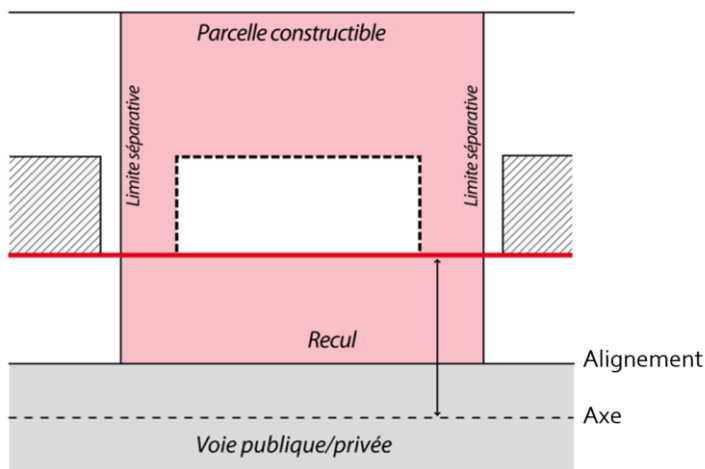 Parcelle constructible
Limite séparative
Limite séparative
Recul
Alignement
Axe
Voie publique/privée